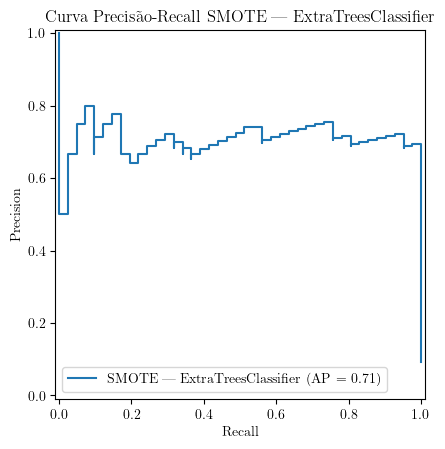 Curva Precisão-Recall SMOTE — ExtraTreesClassifier
1.0
0.8
0.6
0.4
0.2
0.0
Precision
SMOTE — ExtraTreesClassifier (AP = 0.71)
0.0 0.2 0.4 0.6 0.8 1.0
Recall